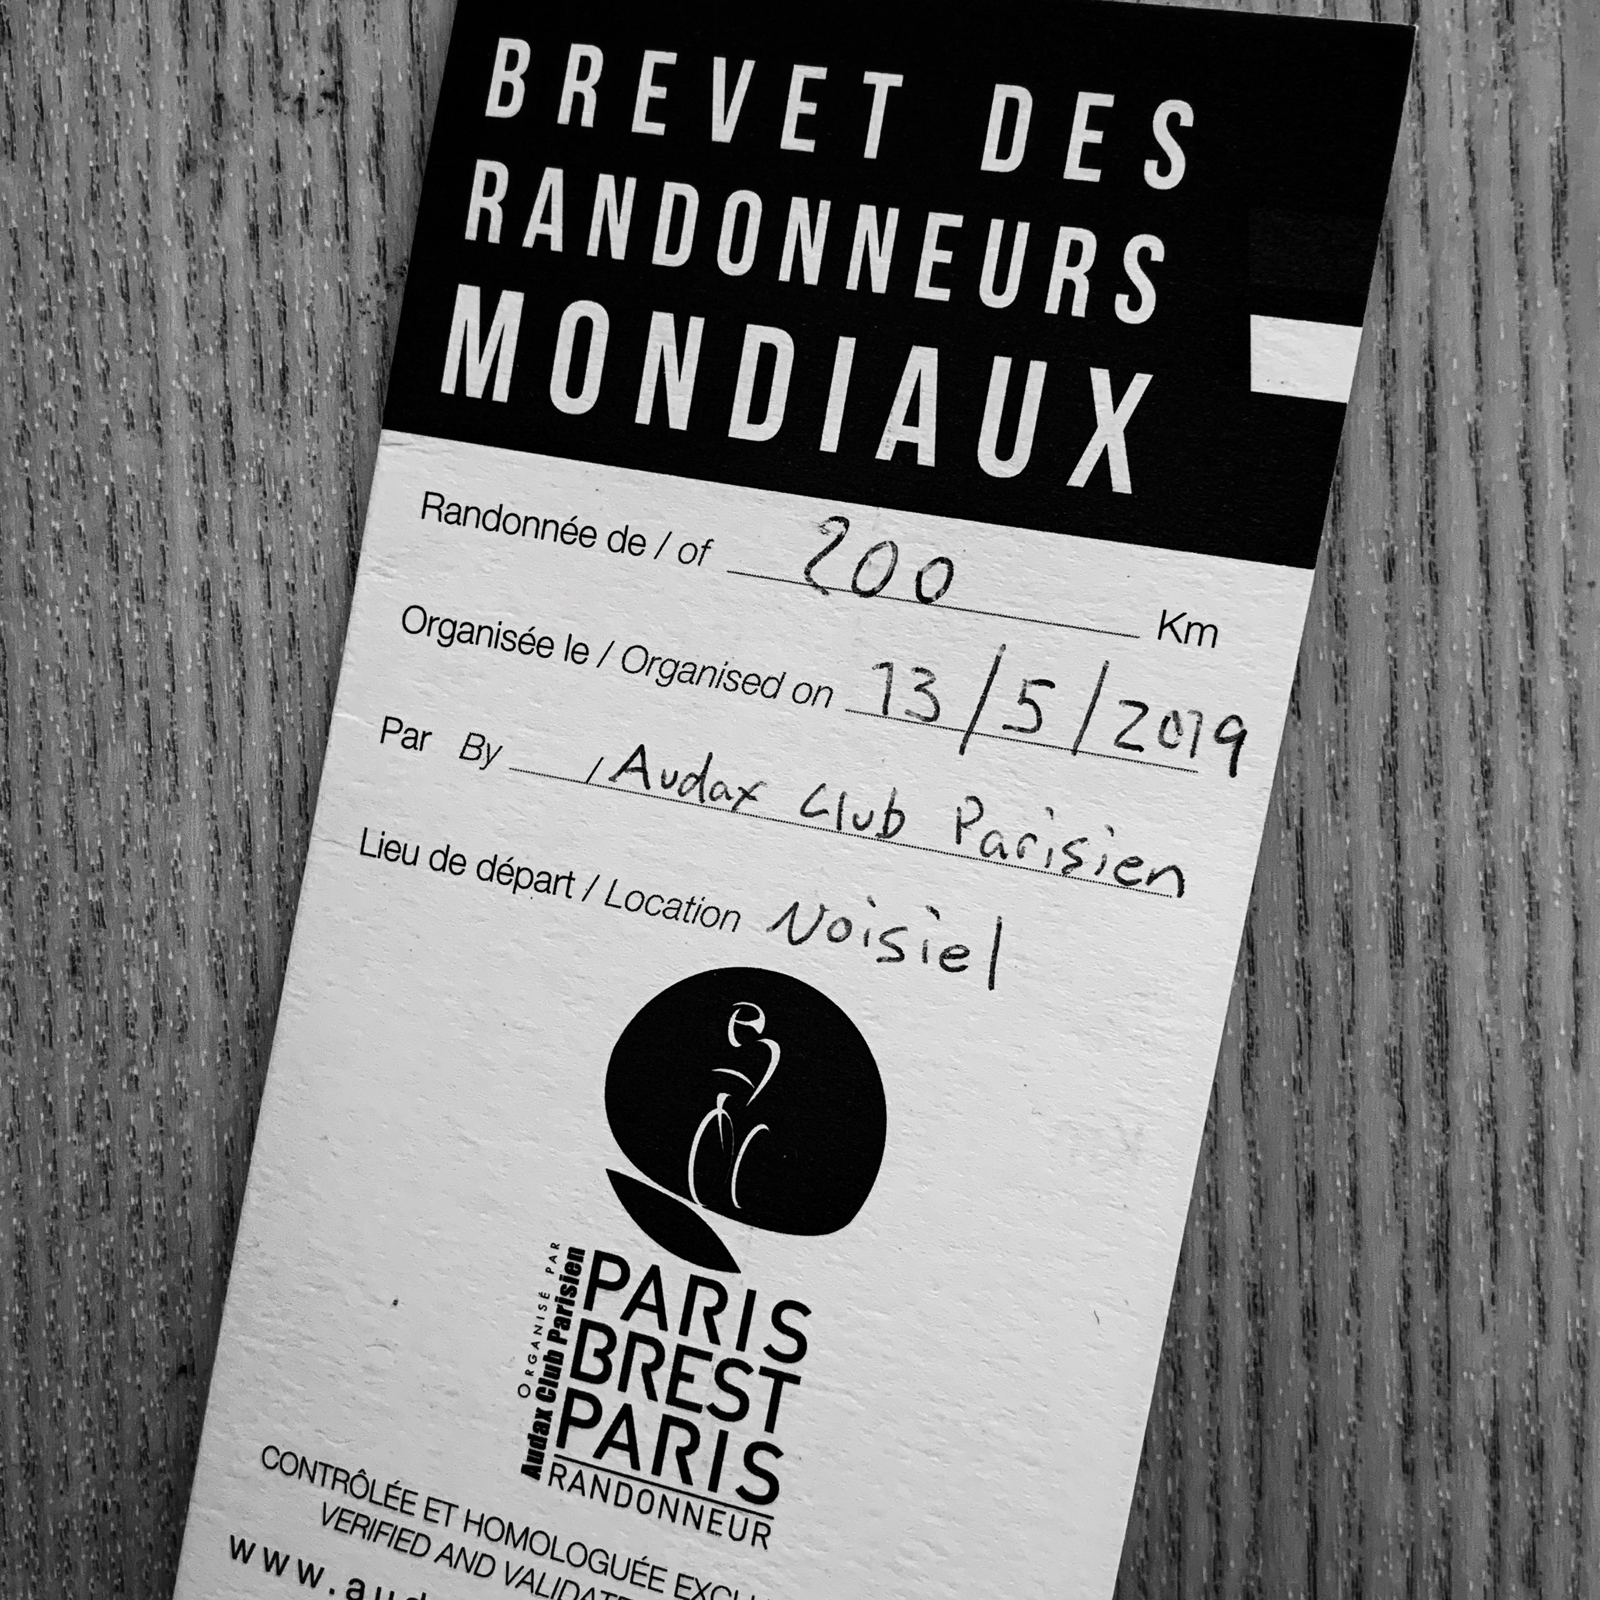 BREVET DES
RANDONNEURS
MONDIAUX
Randonnée de / of 200 Km
Organisée le / Organised on 13/5/2019
Par By / Audax Club Parisien
Lieu de départ / Location Noisiel
ORGANISÉ PAR
Audax Club Parisien
PARIS
BREST
PARIS
RANDONNEUR
CONTRÔLÉE ET HOMOLOGUÉE
VERIFIED AND